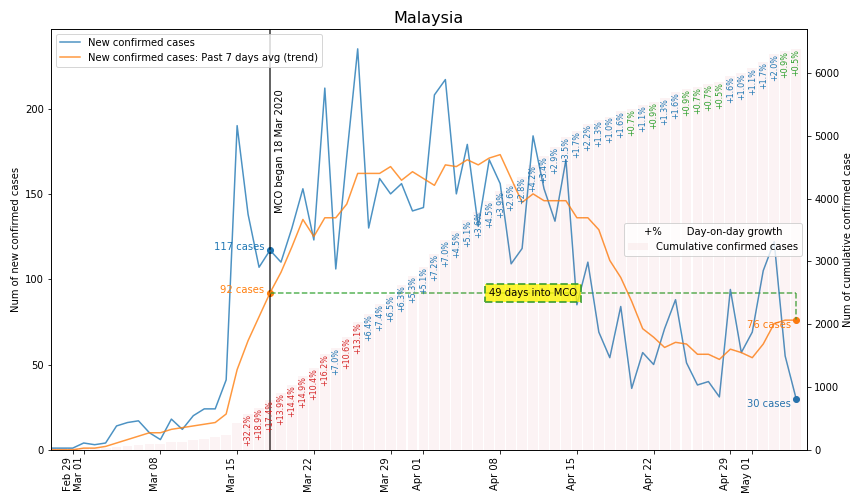 Malaysia
New confirmed cases
New confirmed cases: Past 7 days avg (trend)
MCO began 18 Mar 2020
+% Day-on-day growth
Cumulative confirmed cases
117 cases
92 cases
49 days into MCO
76 cases
30 cases
+32.2%
+18.9%
+17.4%
+13.9%
+14.4%
+14.9%
+10.4%
+16.2%
+7.0%
+10.6%
+13.1%
+6.4%
+7.4%
+6.5%
+6.3%
+5.3%
+5.1%
+7.2%
+7.0%
+4.5%
+5.1%
+4.5%
+3.9%
+2.6%
+2.8%
+4.2%
+3.4%
+2.9%
+3.5%
+1.7%
+2.2%
+1.3%
+1.0%
+1.6%
+0.7%
+1.1%
+0.9%
+1.3%
+1.6%
+0.9%
+0.7%
+0.7%
+0.5%
+1.6%
+1.0%
+1.1%
+1.7%
+2.0%
+0.9%
+0.5%
Num of new confirmed cases
0
50
100
150
200
Num of cumulative confirmed case
0
1000
2000
3000
4000
5000
6000
Feb 29
Mar 01
Mar 08
Mar 15
Mar 22
Mar 29
Apr 01
Apr 08
Apr 15
Apr 22
Apr 29
May 01